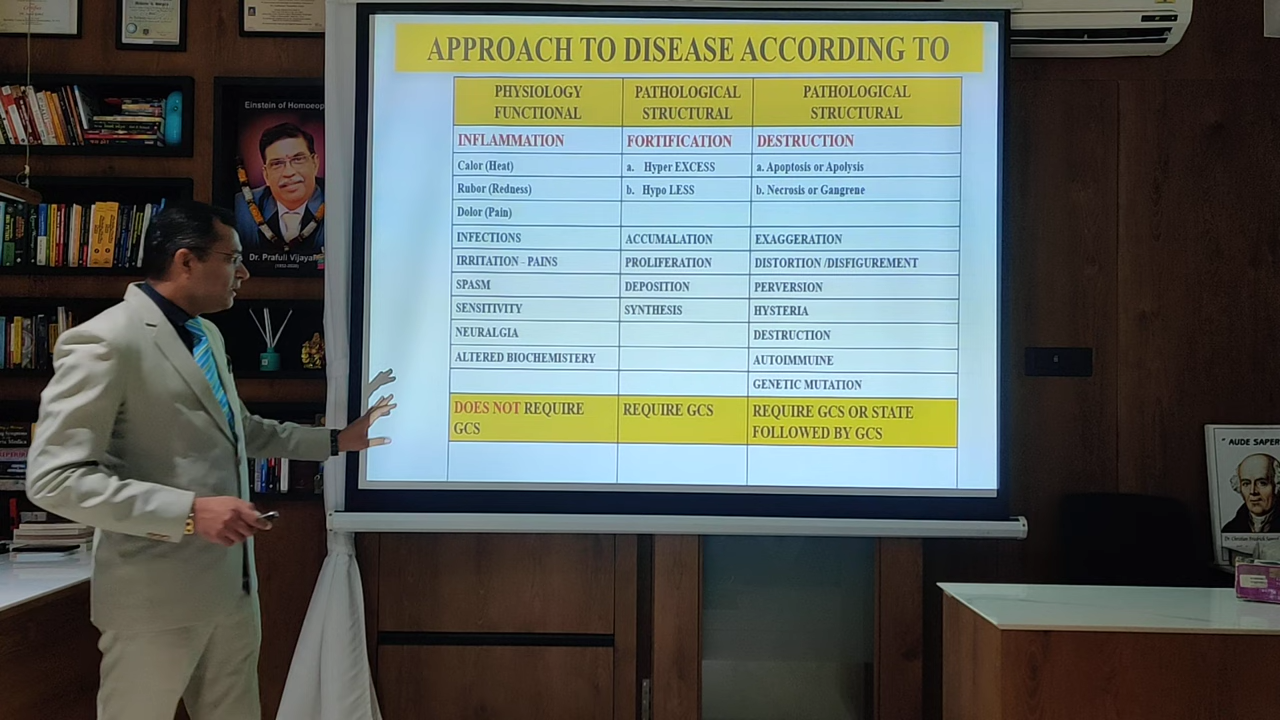 APPROACH TO DISEASE ACCORDING TO
PHYSIOLOGY FUNCTIONAL
PATHOLOGICAL STRUCTURAL
PATHOLOGICAL STRUCTURAL
INFLAMMATION
FORTIFICATION
DESTRUCTION
Calor (Heat)
a. Hyper EXCESS
a. Apoptosis or Apolysis
Rubor (Redness)
b. Hypo LESS
b. Necrosis or Gangrene
Dolor (Pain)
INFECTIONS
ACCUMALATION
EXAGGERATION
IRRITATION - PAINS
PROLIFERATION
DISTORTION /DISFIGUREMENT
SPASM
DEPOSITION
PERVERSION
SENSITIVITY
SYNTHESIS
HYSTERIA
NEURALGIA
DESTRUCTION
ALTERED BIOCHEMISTERY
AUTOIMMUINE
GENETIC MUTATION
DOES NOT REQUIRE GCS
REQUIRE GCS
REQUIRE GCS OR STATE FOLLOWED BY GCS
Einstein of Homoeop
Dr. Prafull Vijayak
" AUDE SAPER